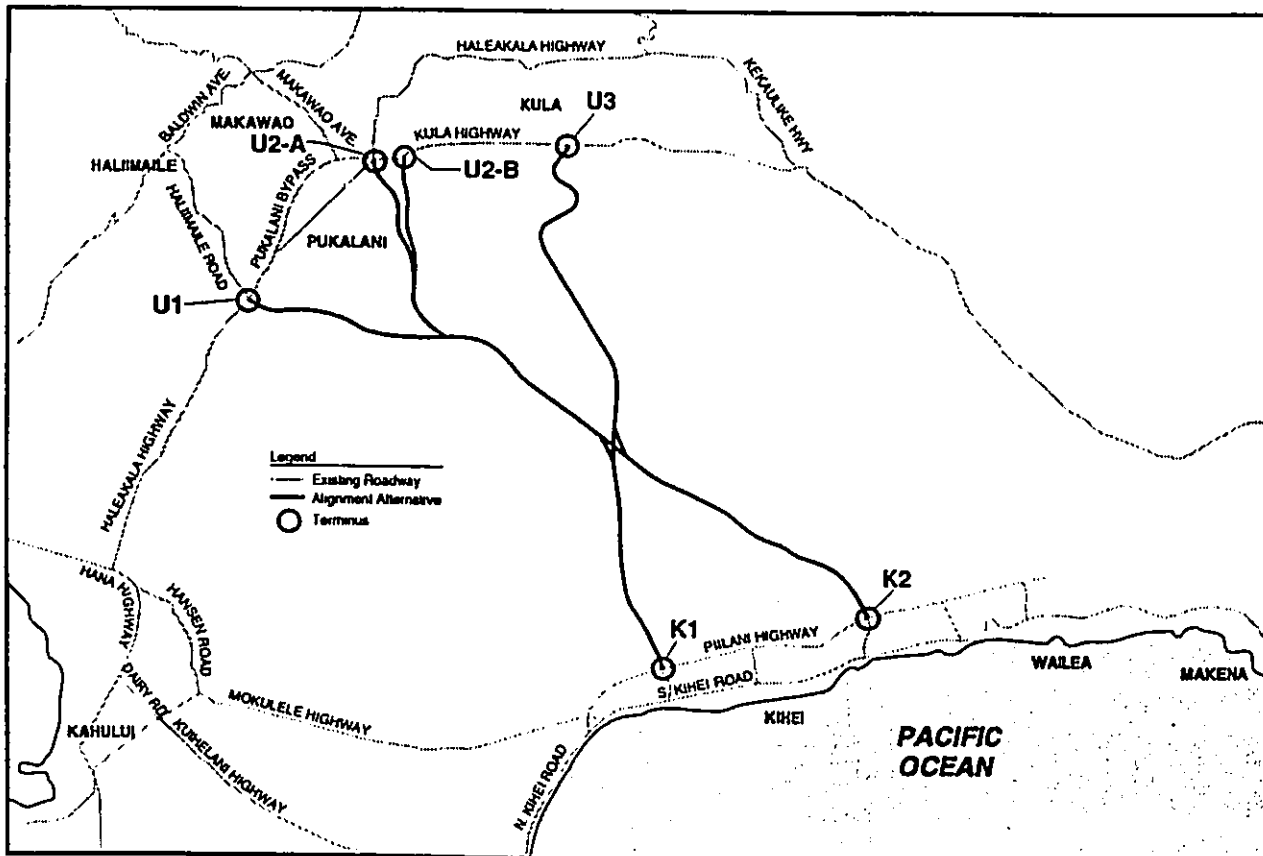 HALEAKALA HIGHWAY
KEKAULIKE HWY
BALDWIN AVE.
MAKAWAO AVE
MAKAWAO
KULA
U3
HALIIMAILE
U2-A
KULA HIGHWAY
U2-B
HALIIMAILE ROAD
PUKALANI BYPASS
PUKALANI
U1
HALEAKALA HIGHWAY
Legend
Existing Roadway
Alignment Alternative
Terminus
HANA HIGHWAY
HANSEN ROAD
K2
K1
PIILANI HIGHWAY
S/ KIHEI ROAD
WAILEA
MAKENA
DAIRY RD.
MOKULELE HIGHWAY
KAHULUI
KUIHELANI HIGHWAY
N. KIHEI ROAD
KIHEI
PACIFIC
OCEAN